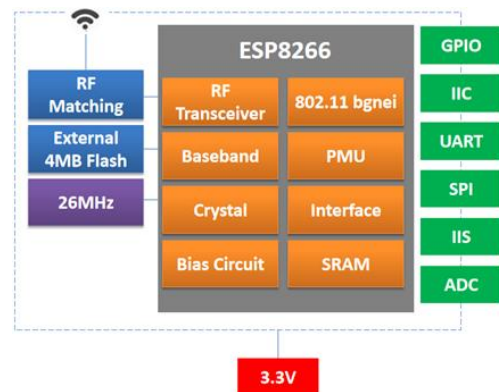 ESP8266
RF
Matching
External
4MB Flash
26MHz
RF
Transceiver
802.11 bgnei
Baseband
PMU
Crystal
Interface
Bias Circuit
SRAM
GPIO
IIC
UART
SPI
IIS
ADC
3.3V